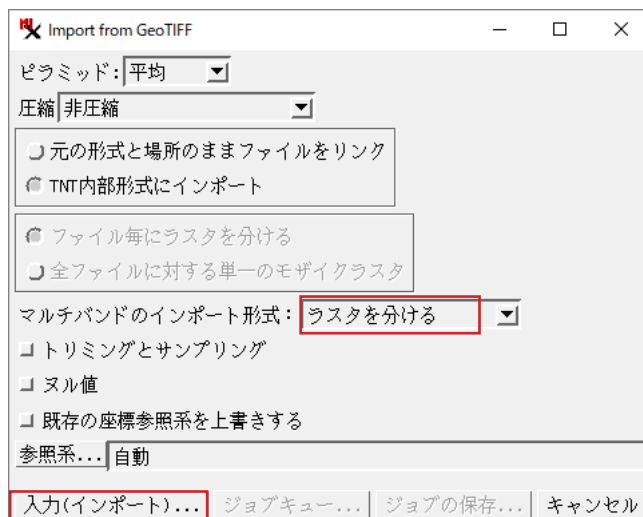 Import from GeoTIFF
ピラミッド: 平均
圧縮 非圧縮
元の形式と場所のままファイルをリンク
TNT内部形式にインポート
ファイル毎にラスタを分ける
全ファイルに対する単一のモザイクラスタ
マルチバンドのインポート形式: ラスタを分ける
トリミングとサンプリング
ヌル値
既存の座標参照系を上書きする
参照系... 自動
入力(インポート)... ジョブキュー... ジョブの保存... キャンセル